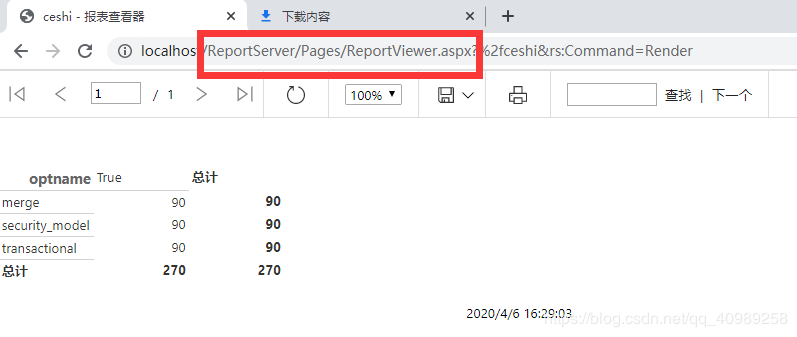 ceshi - 报表查看器
下载内容
localhost/ReportServer/Pages/ReportViewer.aspx?%2fceshi&rs:Command=Render
1 / 1 100% 查找 | 下一个
optname True 总计
merge 90 90
security_model 90 90
transactional 90 90
总计 270 270
2020/4/6 16:29:03
https://blog.csdn.net/qq_40989258